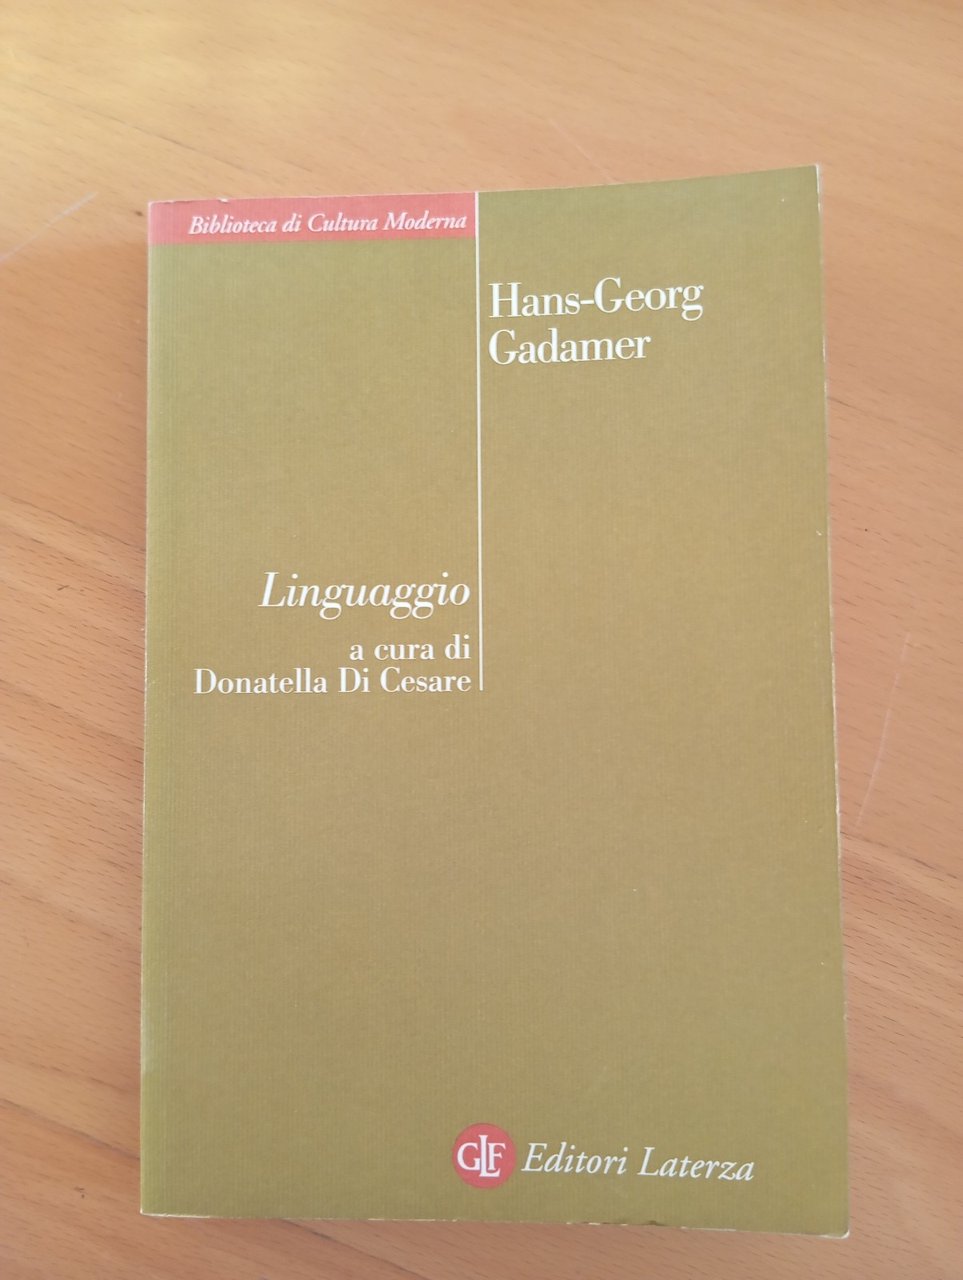 Biblioteca di Cultura Moderna
Hans-Georg
Gadamer
Linguaggio
a cura di
Donatella Di Cesare
GLF Editori Laterza